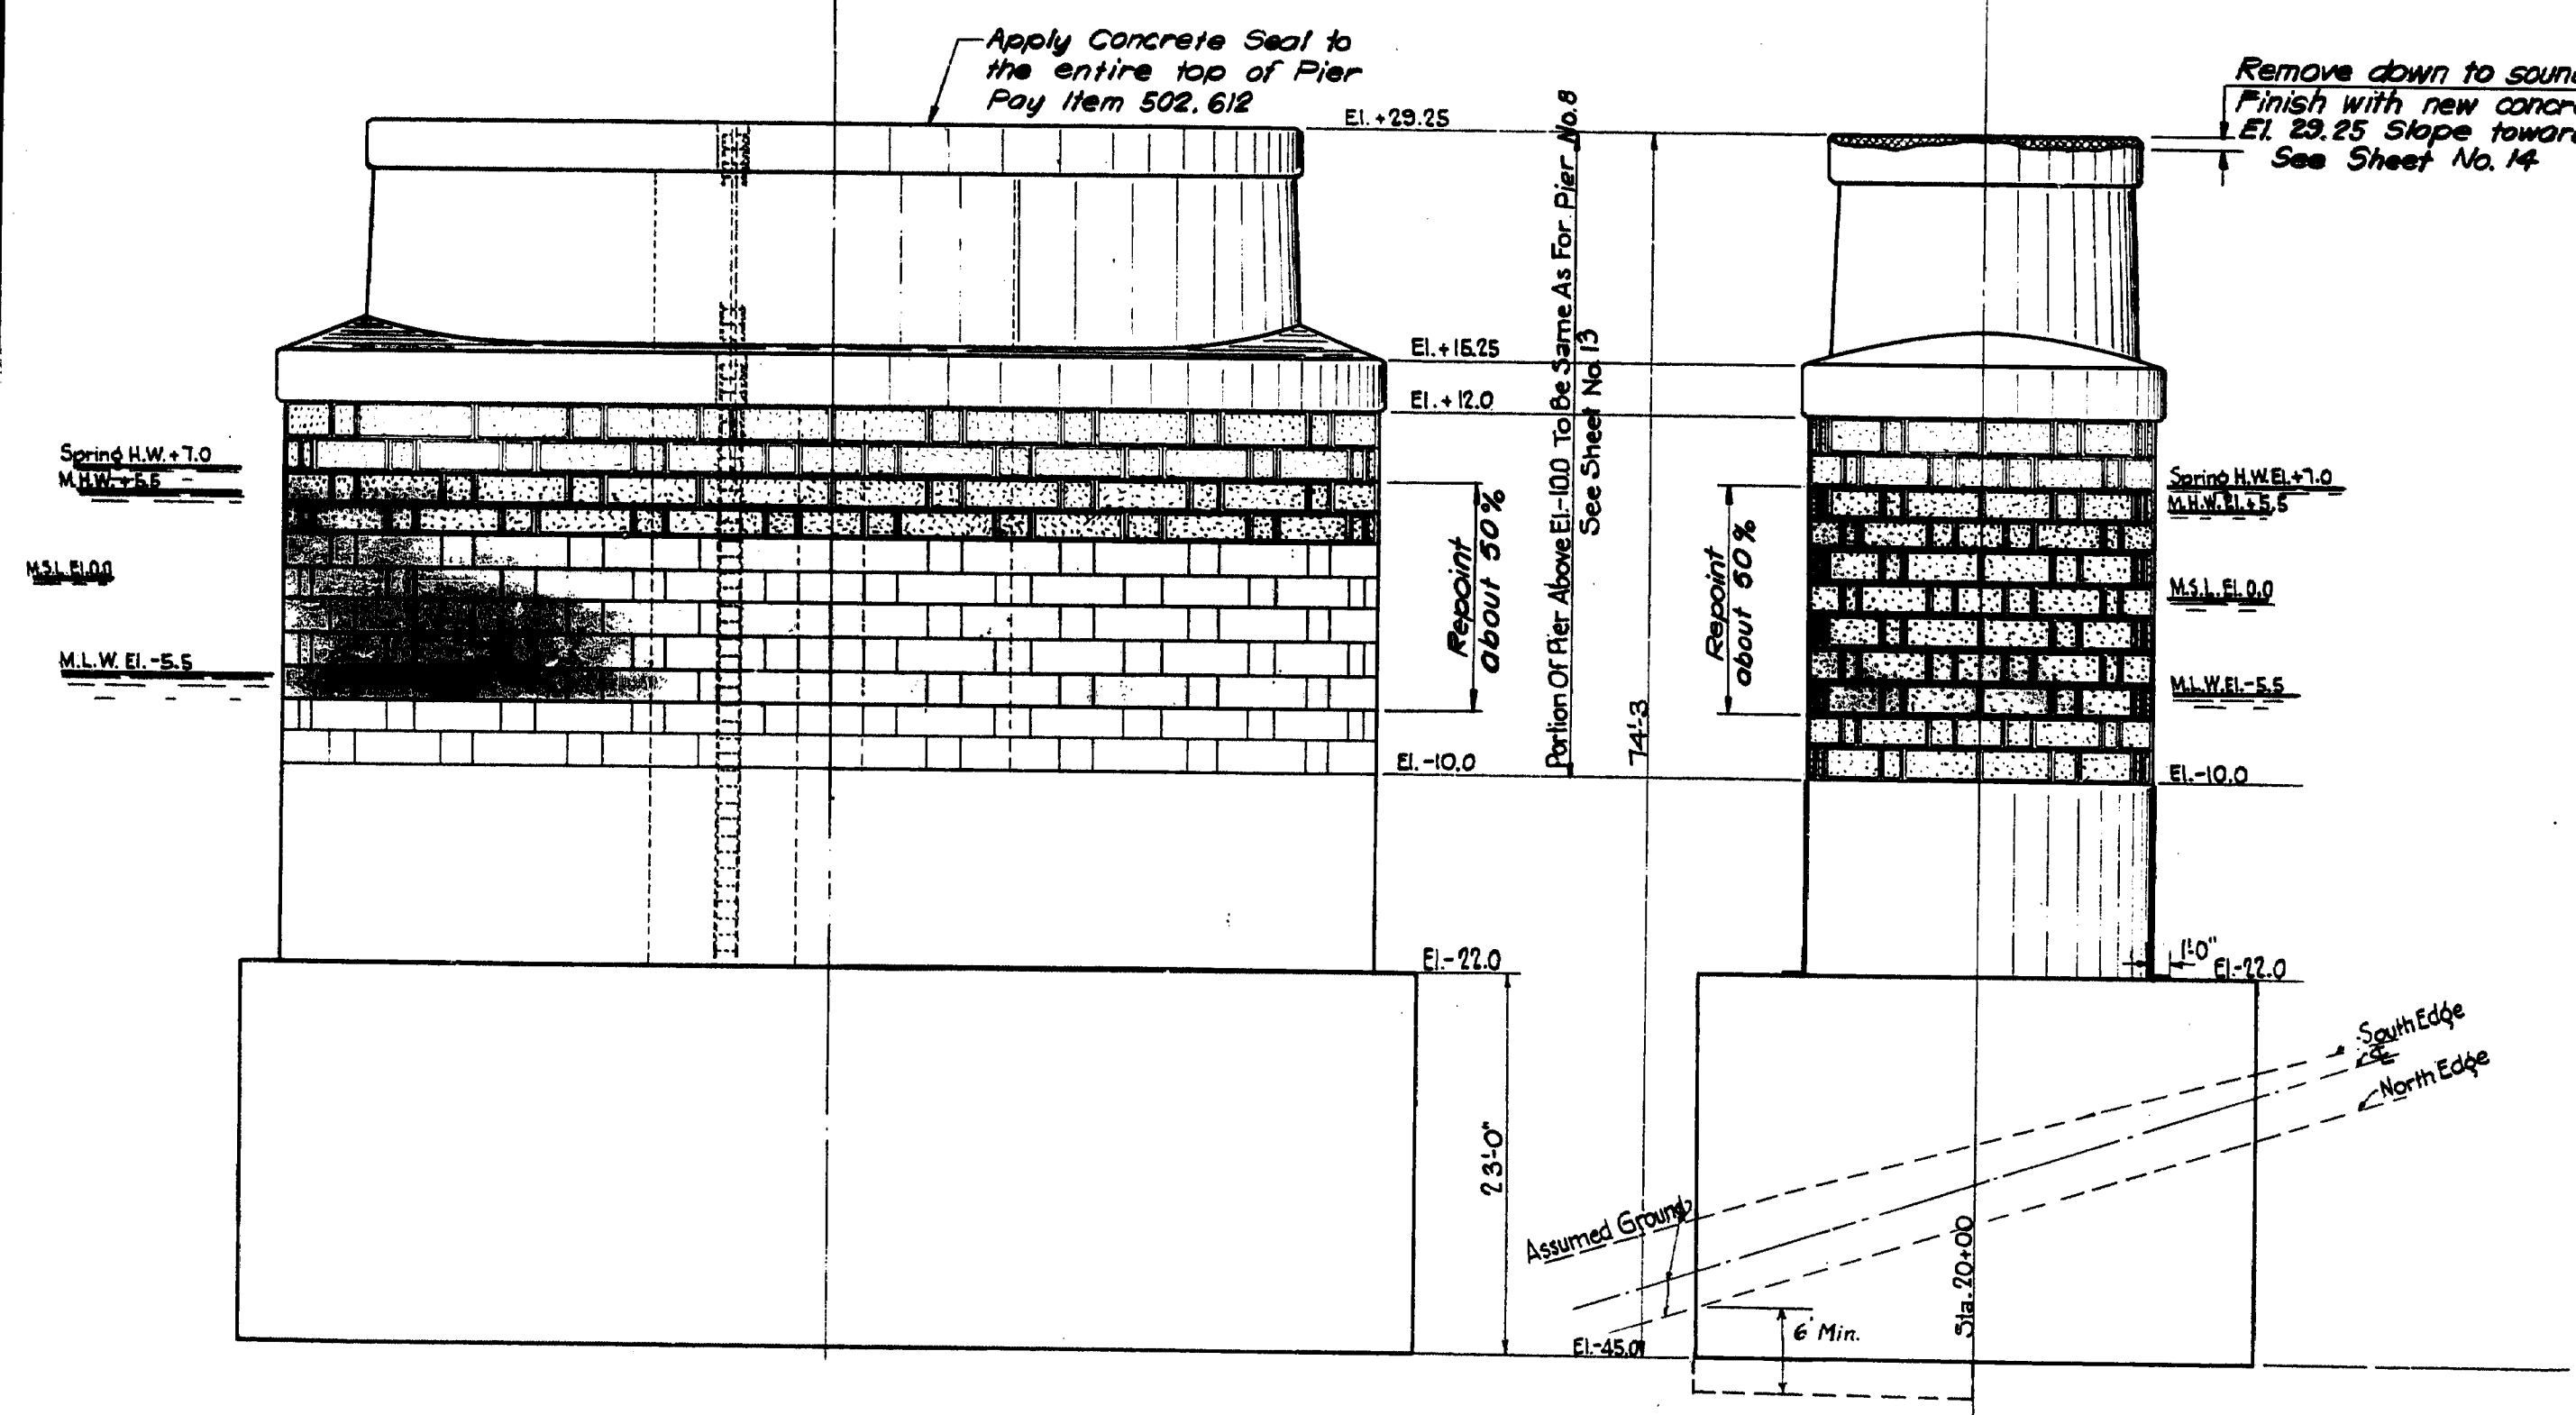 Apply Concrete Seal to
the entire top of Pier
Pay Item 502.612
El. +29.25
Remove down to soun
Finish with new concr
El. 29.25 Slope towar
See Sheet No. 14
Portion Of Pier Above El.-10.0 To Be Same As For Pier No.8
See Sheet No.13
El.+15.25
El.+12.0
Spring H.W.+7.0
M.H.W.+5.5
M.S.L. El.0.0
M.L.W. El.-5.5
Repoint
about 50%
74'-3
Repoint
about 50%
Spring H.W.El.+7.0
M.H.W.El.+5.5
M.S.L.El.0.0
M.L.W.El.-5.5
El.-10.0
El.-10.0
El.-22.0
1'-0"
El.-22.0
23'-0"
South Edge
℄
North Edge
Assumed Ground
Sta. 20+00
6' Min.
El.-45.0